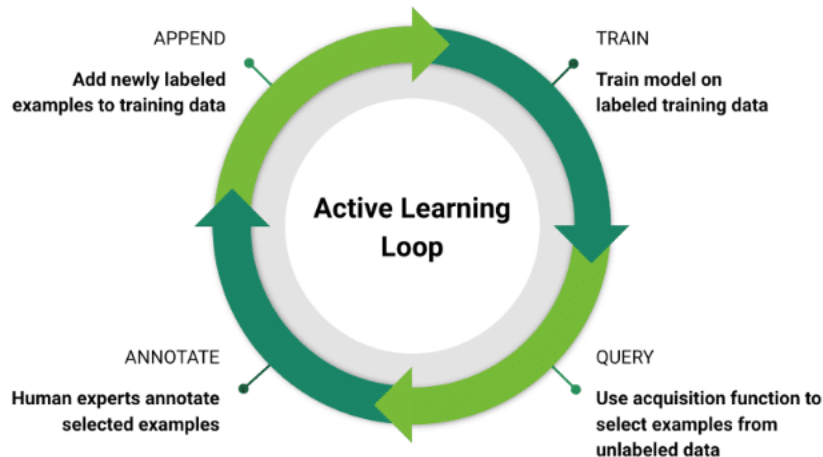 APPEND
Add newly labeled
examples to training data
TRAIN
Train model on
labeled training data
Active Learning
Loop
ANNOTATE
Human experts annotate
selected examples
QUERY
Use acquisition function to
select examples from
unlabeled data